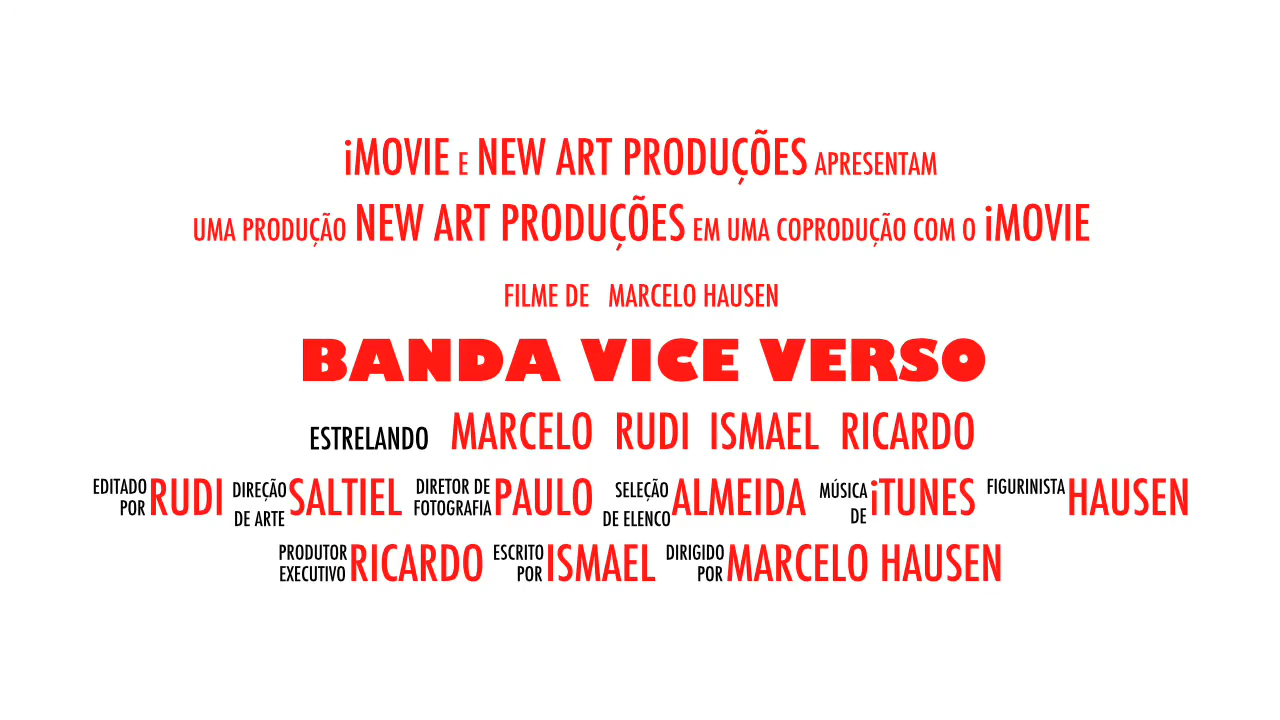 iMOVIE E NEW ART PRODUÇÕES APRESENTAM
UMA PRODUÇÃO NEW ART PRODUÇÕES EM UMA COPRODUÇÃO COM O iMOVIE
FILME DE MARCELO HAUSEN
BANDA VICE VERSO
ESTRELANDO MARCELO RUDI ISMAEL RICARDO
EDITADO POR RUDI DIREÇÃO DE ARTE SALTIEL DIRETOR DE FOTOGRAFIA PAULO SELEÇÃO DE ELENCO ALMEIDA MÚSICA DE iTUNES FIGURINISTA HAUSEN
PRODUTOR EXECUTIVO RICARDO ESCRITO POR ISMAEL DIRIGIDO POR MARCELO HAUSEN